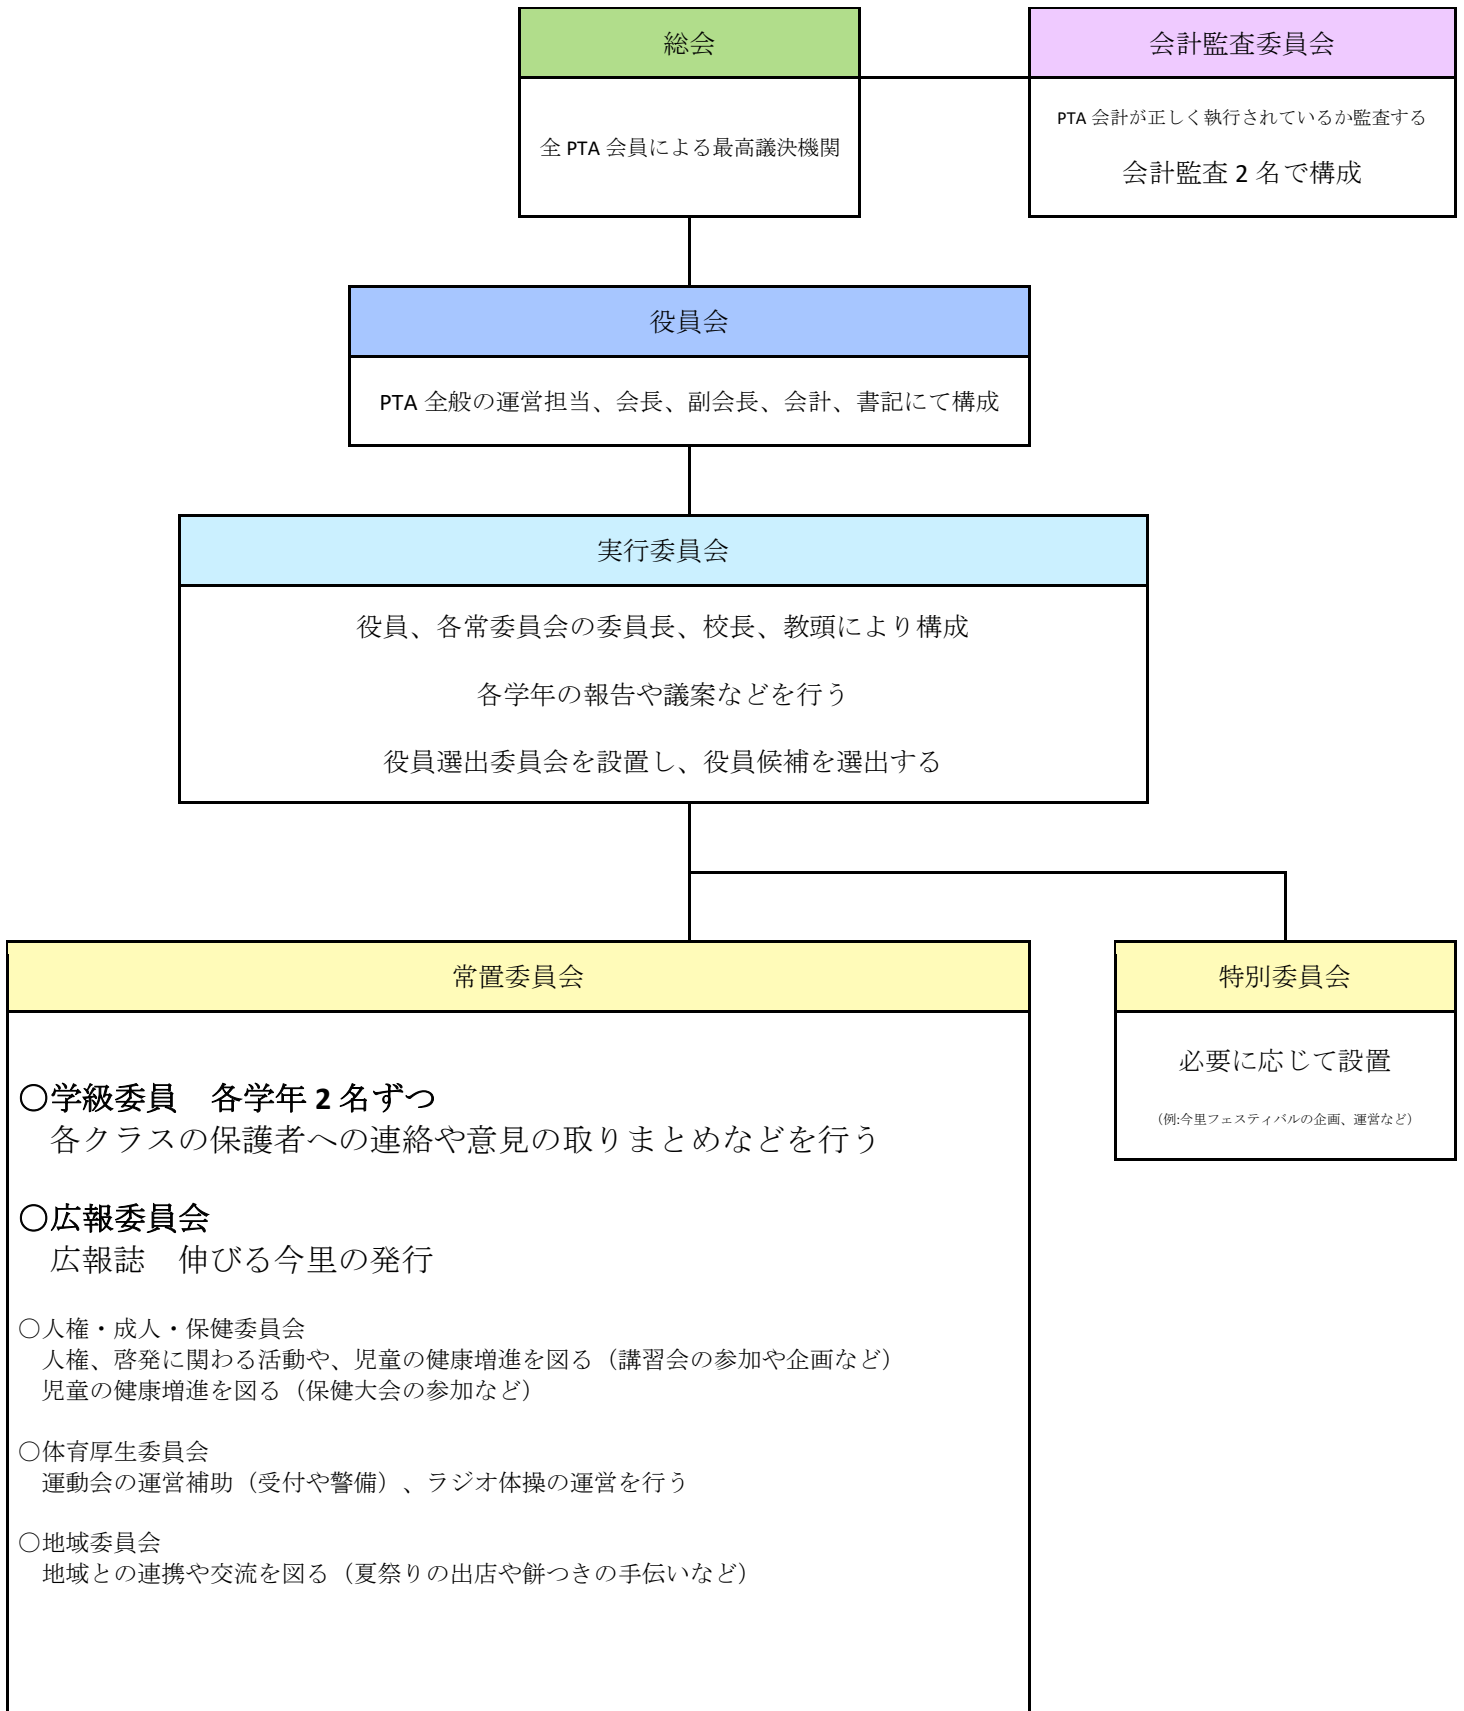 総会
会計監査委員会
全 PTA 会員による最高議決機関
PTA 会計が正しく執行されているか監査する
会計監査 2 名で構成
役員会
PTA 全般の運営担当、会長、副会長、会計、書記にて構成
実行委員会
役員、各常委員会の委員長、校長、教頭により構成
各学年の報告や議案などを行う
役員選出委員会を設置し、役員候補を選出する
常置委員会
○学級委員　各学年 2 名ずつ
各クラスの保護者への連絡や意見の取りまとめなどを行う
○広報委員会
広報誌　伸びる今里の発行
○人権・成人・保健委員会
人権、啓発に関わる活動や、児童の健康増進を図る（講習会の参加や企画など）
児童の健康増進を図る（保健大会の参加など）
○体育厚生委員会
運動会の運営補助（受付や警備）、ラジオ体操の運営を行う
○地域委員会
地域との連携や交流を図る（夏祭りの出店や餅つきの手伝いなど）
特別委員会
必要に応じて設置
（例:今里フェスティバルの企画、運営など）